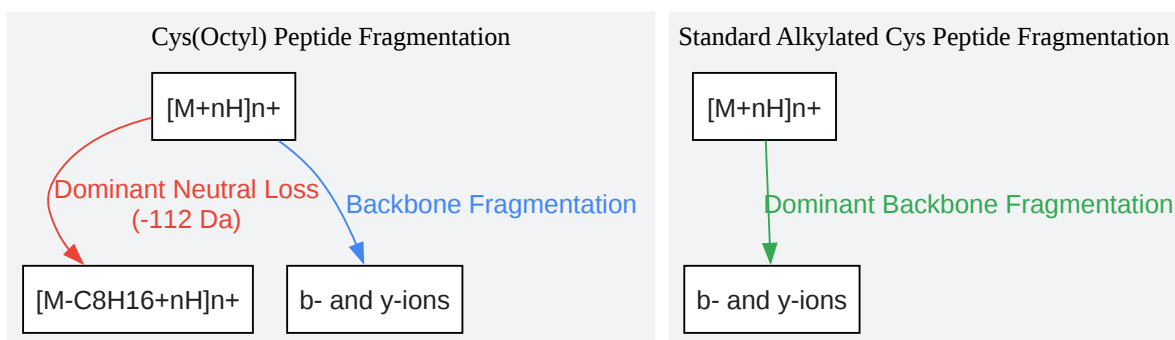 Cys(Octyl) Peptide Fragmentation
[M+nH]n+
Dominant Neutral Loss
(-112 Da)
Backbone Fragmentation
[M-C8H16+nH]n+
b- and y-ions
Standard Alkylated Cys Peptide Fragmentation
[M+nH]n+
Dominant Backbone Fragmentation
b- and y-ions